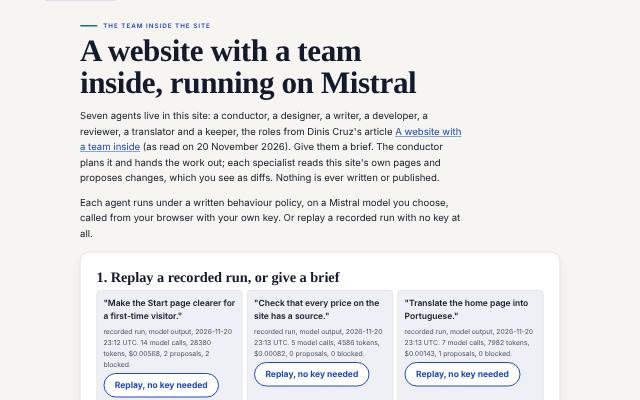 THE TEAM INSIDE THE SITE
A website with a team
inside, running on Mistral
Seven agents live in this site: a conductor, a designer, a writer, a developer, a
reviewer, a translator and a keeper, the roles from Dinis Cruz's article A website with
a team inside (as read on 20 November 2026). Give them a brief. The conductor
plans it and hands the work out; each specialist reads this site's own pages and
proposes changes, which you see as diffs. Nothing is ever written or published.
Each agent runs under a written behaviour policy, on a Mistral model you choose,
called from your browser with your own key. Or replay a recorded run with no key at
all.
1. Replay a recorded run, or give a brief
"Make the Start page clearer for
a first-time visitor."
recorded run, model output, 2026-11-20
23:12 UTC. 14 model calls, 28380
tokens, $0.00568, 2 proposals, 2
blocked.
Replay, no key needed
"Check that every price on the
site has a source."
recorded run, model output, 2026-11-20
23:13 UTC. 5 model calls, 4586 tokens,
$0.00082, 0 proposals, 0 blocked.
Replay, no key needed
"Translate the home page into
Portuguese."
recorded run, model output, 2026-11-20
23:13 UTC. 7 model calls, 7982 tokens,
$0.00143, 1 proposals, 0 blocked.
Replay, no key needed